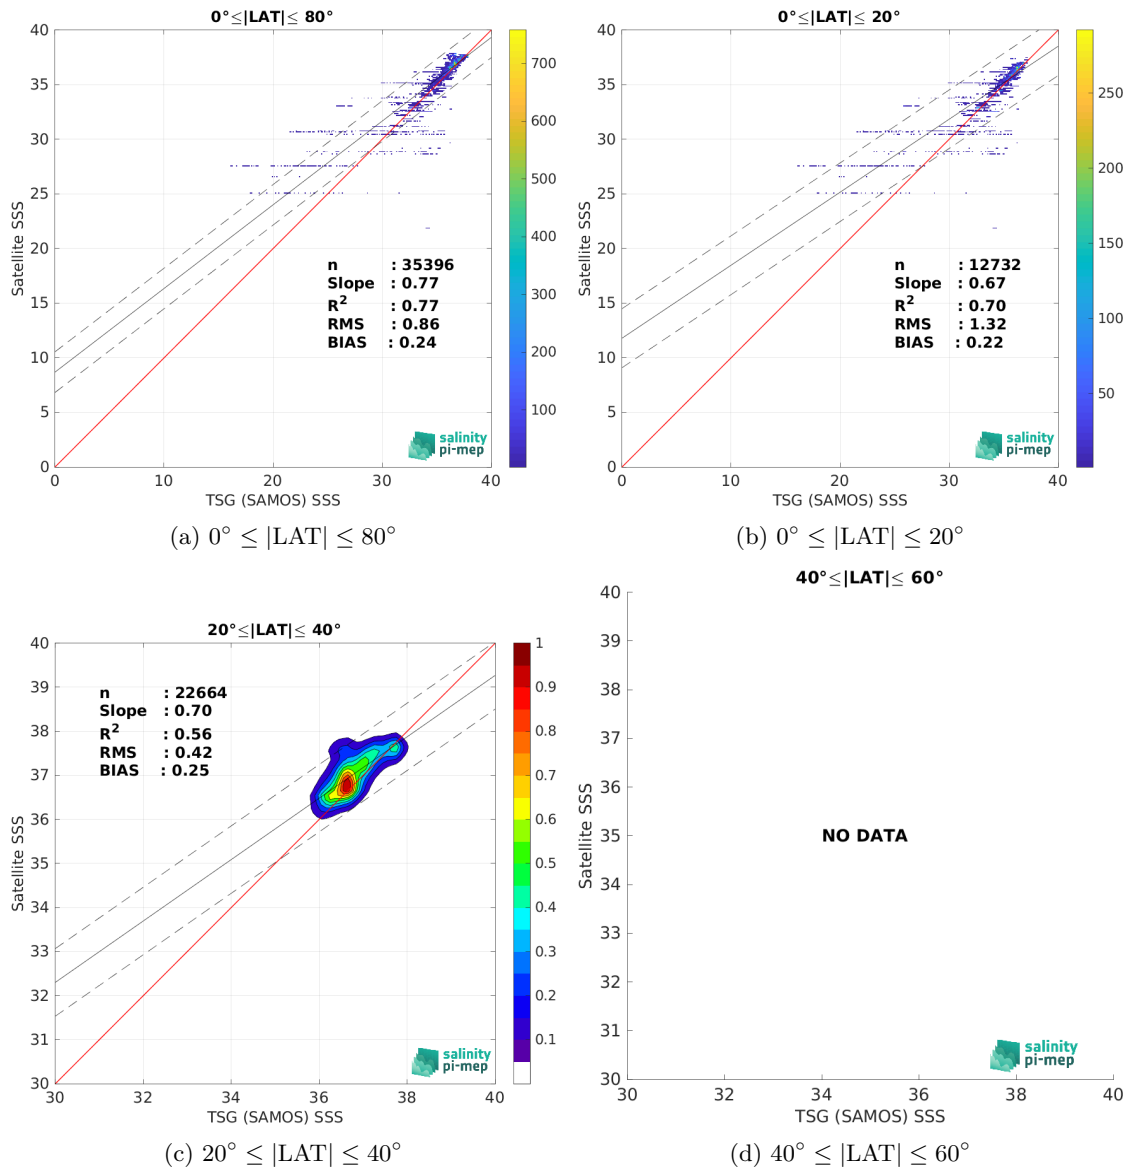 0°≤|LAT|≤ 80°
40
35
30
25
20
15
10
5
0
Satellite SSS
n : 35396
Slope : 0.77
R2 : 0.77
RMS : 0.86
BIAS : 0.24
salinity
pi-mep
0 10 20 30 40
TSG (SAMOS) SSS
700
600
500
400
300
200
100
(a) 0° ≤ |LAT| ≤ 80°
0°≤|LAT|≤ 20°
40
35
30
25
20
15
10
5
0
Satellite SSS
n : 12732
Slope : 0.67
R2 : 0.70
RMS : 1.32
BIAS : 0.22
salinity
pi-mep
0 10 20 30 40
TSG (SAMOS) SSS
250
200
150
100
50
(b) 0° ≤ |LAT| ≤ 20°
20°≤|LAT|≤ 40°
40
39
38
37
36
35
34
33
32
31
30
Satellite SSS
n : 22664
Slope : 0.70
R2 : 0.56
RMS : 0.42
BIAS : 0.25
salinity
pi-mep
30 32 34 36 38 40
TSG (SAMOS) SSS
1
0.9
0.8
0.7
0.6
0.5
0.4
0.3
0.2
0.1
(c) 20° ≤ |LAT| ≤ 40°
40°≤|LAT|≤ 60°
40
39
38
37
36
35
34
33
32
31
30
Satellite SSS
NO DATA
salinity
pi-mep
30 32 34 36 38 40
TSG (SAMOS) SSS
(d) 40° ≤ |LAT| ≤ 60°